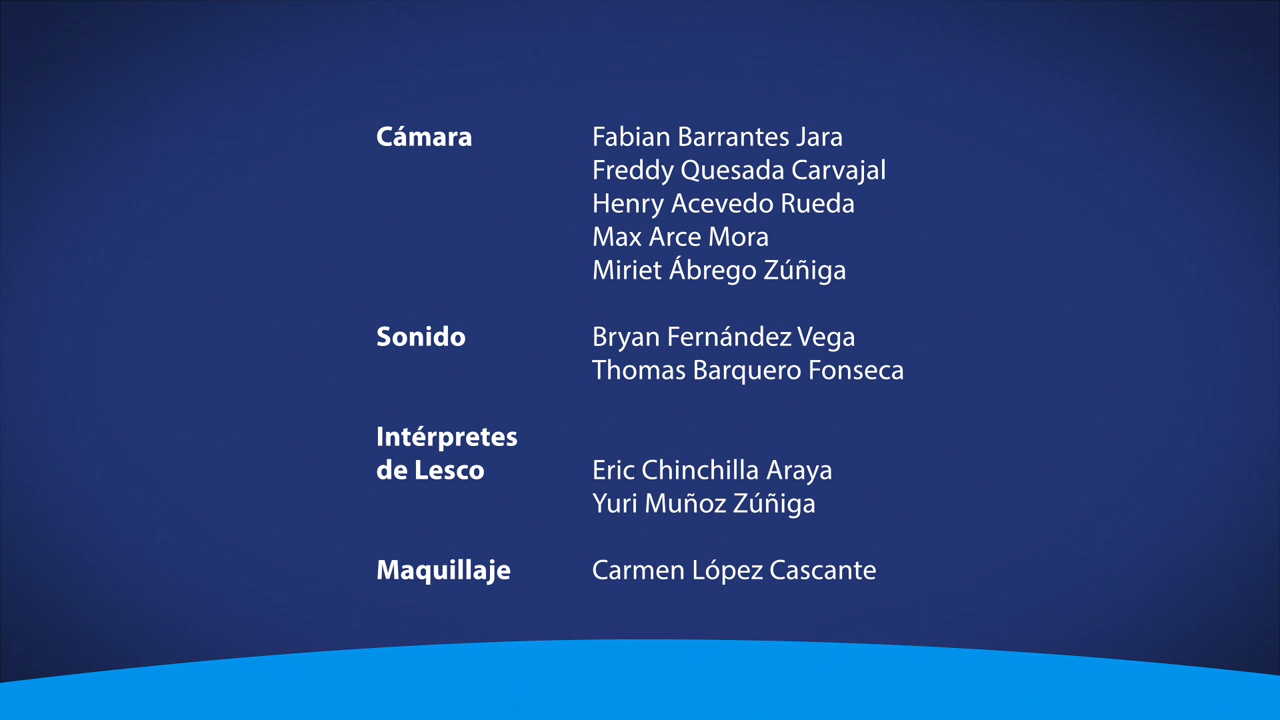 Cámara Fabian Barrantes Jara
Freddy Quesada Carvajal
Henry Acevedo Rueda
Max Arce Mora
Miriet Ábrego Zúñiga
Sonido Bryan Fernández Vega
Thomas Barquero Fonseca
Intérpretes
de Lesco Eric Chinchilla Araya
Yuri Muñoz Zúñiga
Maquillaje Carmen López Cascante